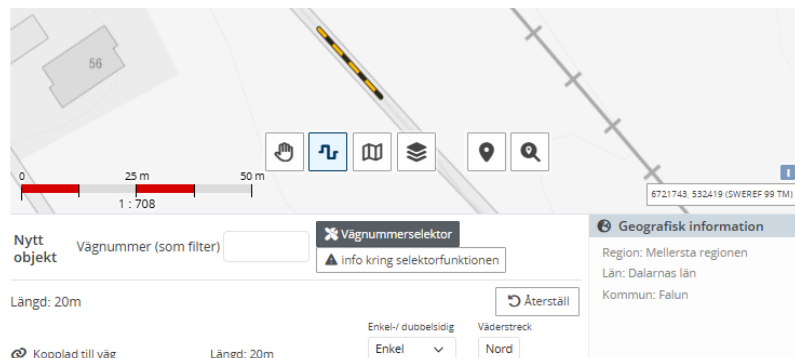 56
0 25 m 50 m
1 : 708
6721743, 532419 (SWEREF 99 TM)
Nytt objekt
Vägnummer (som filter)
Vägnummerselektor
info kring selektorfunktionen
Geografisk information
Region: Mellersta regionen
Län: Dalarnas län
Kommun: Falun
Längd: 20m
Återställ
Enkel-/ dubbelsidig Väderstreck
Kopplad till väg Längd: 20m Enkel Nord